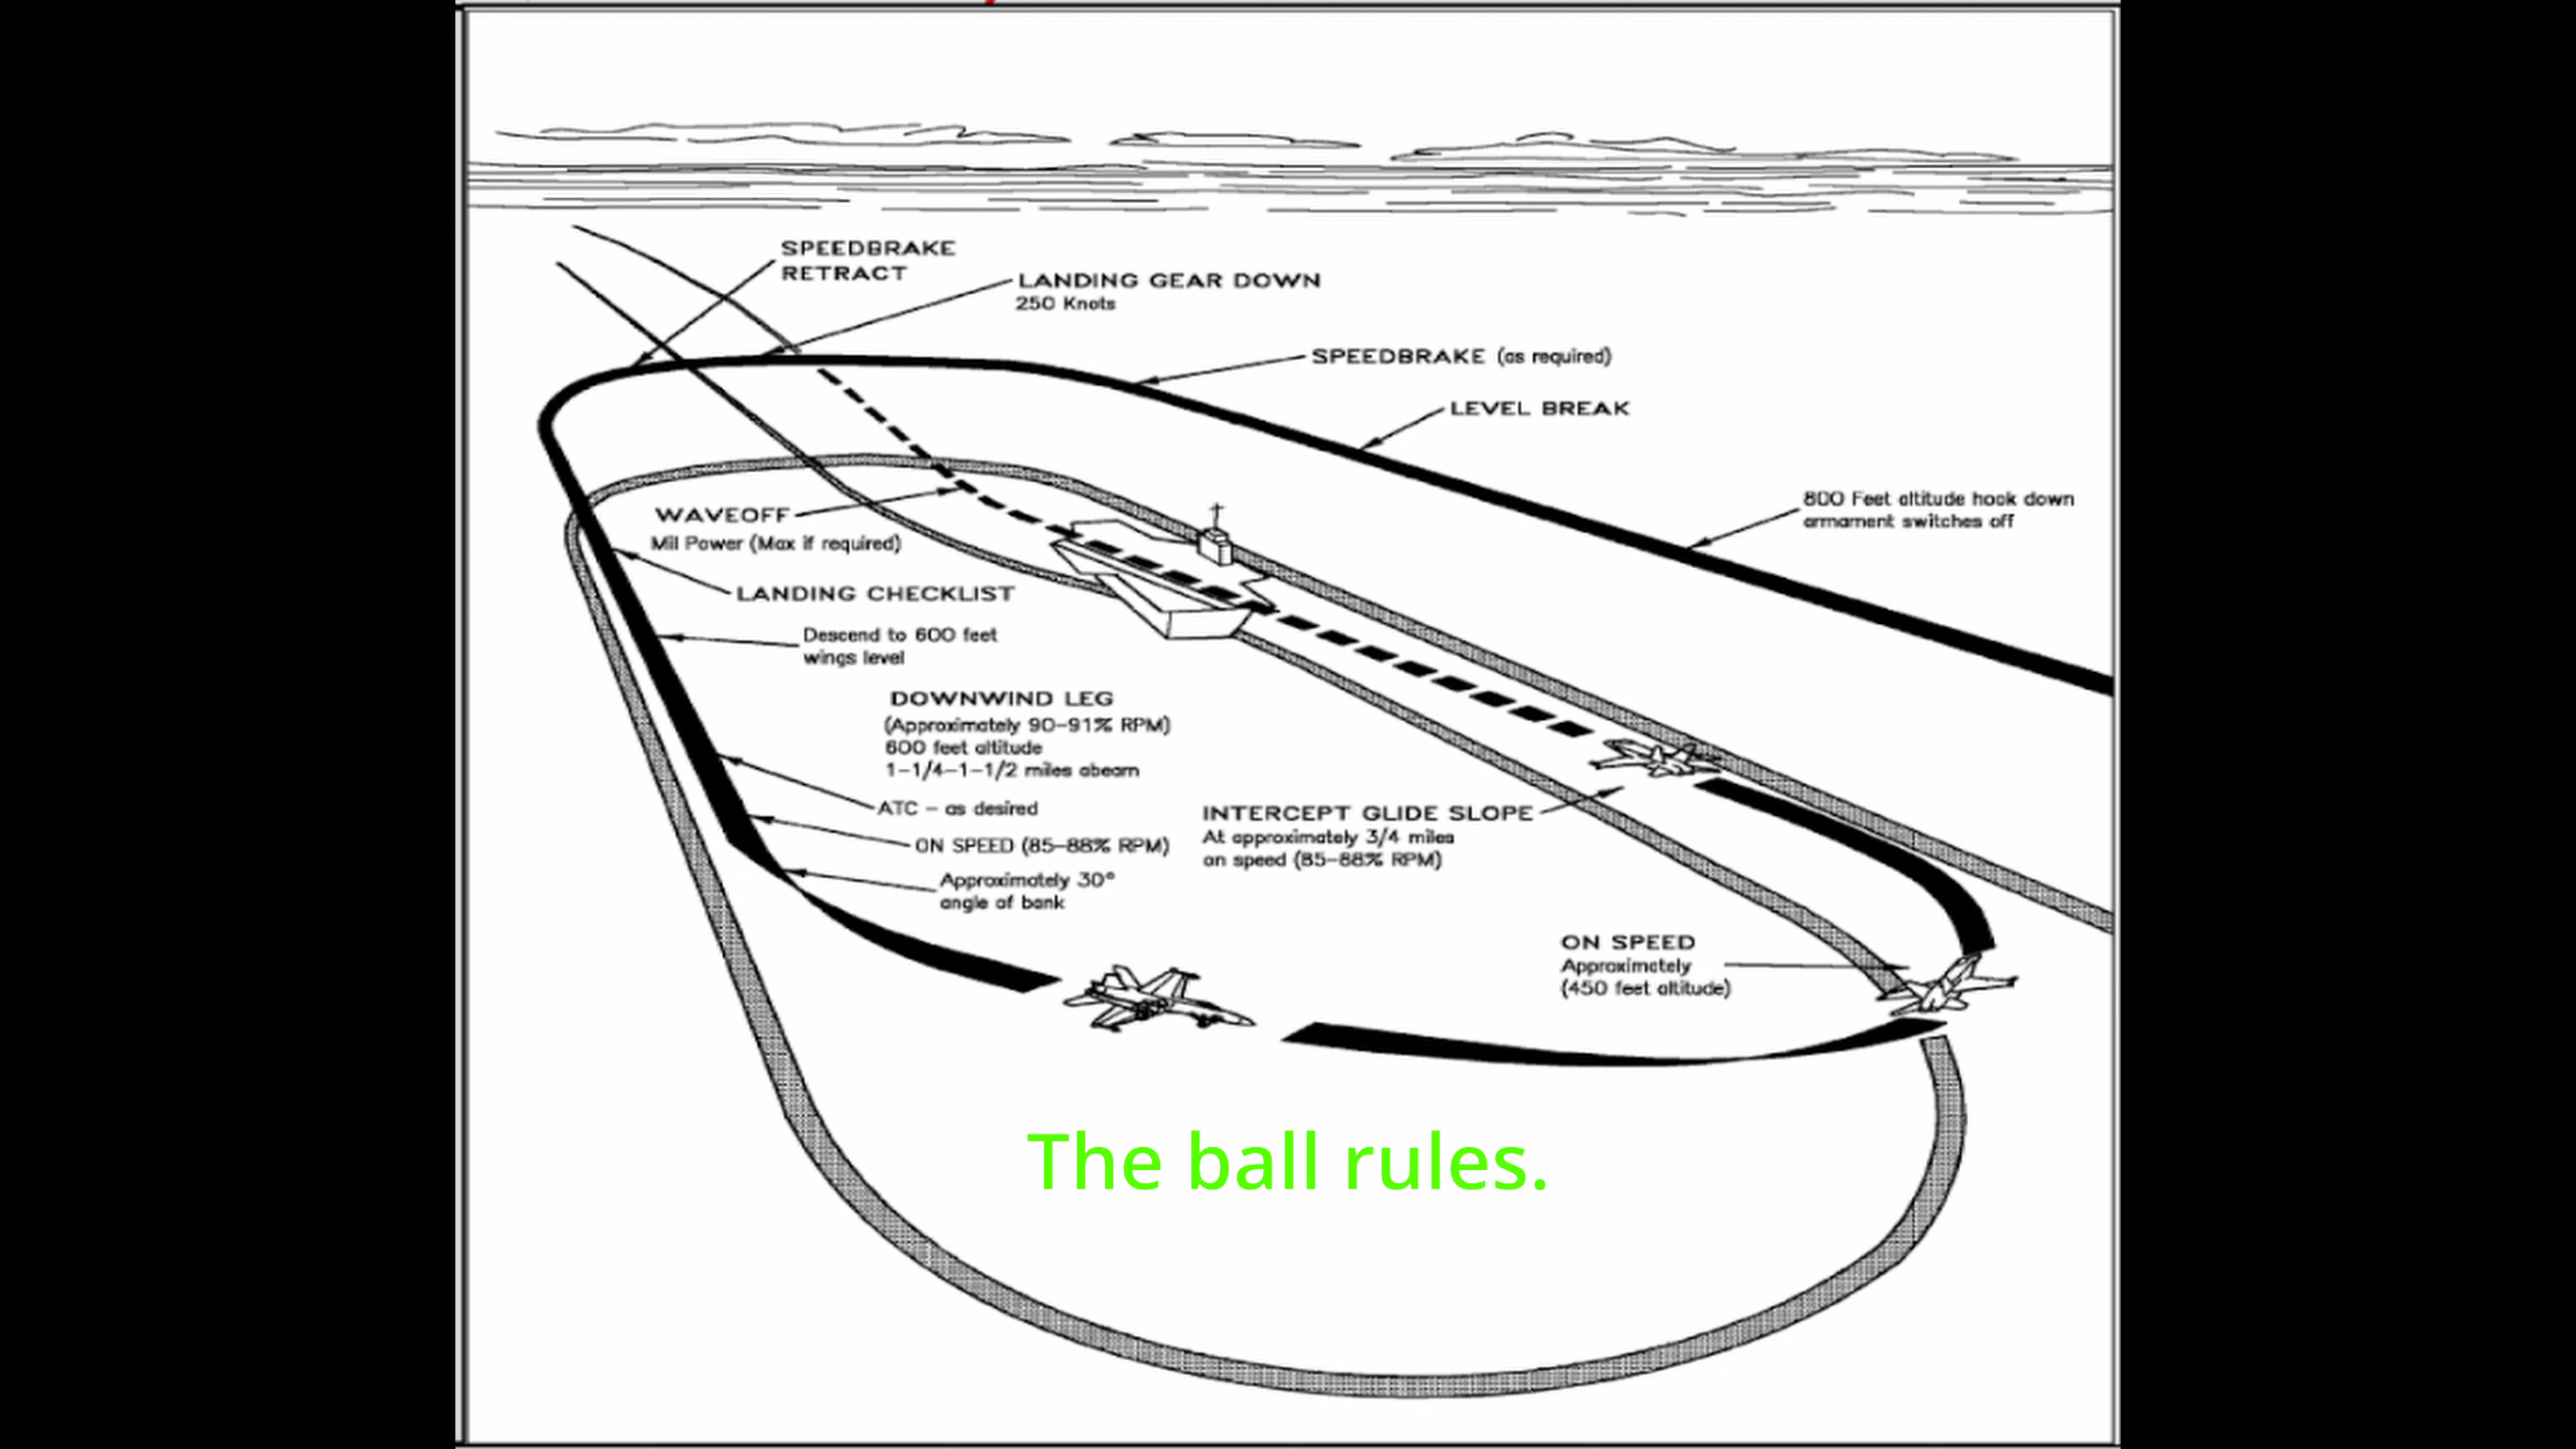 SPEEDBRAKE
RETRACT
LANDING GEAR DOWN
250 Knots
SPEEDBRAKE (as required)
LEVEL BREAK
800 Feet altitude hook down
armament switches off
WAVEOFF
Mil Power (Max if required)
LANDING CHECKLIST
Descend to 600 feet
wings level
DOWNWIND LEG
(Approximately 90-91% RPM)
600 feet altitude
1-1/4-1-1/2 miles abeam
ATC - as desired
ON SPEED (85-88% RPM)
Approximately 30°
angle of bank
INTERCEPT GLIDE SLOPE
At approximately 3/4 miles
on speed (85-88% RPM)
ON SPEED
Approximately
(450 feet altitude)
The ball rules.